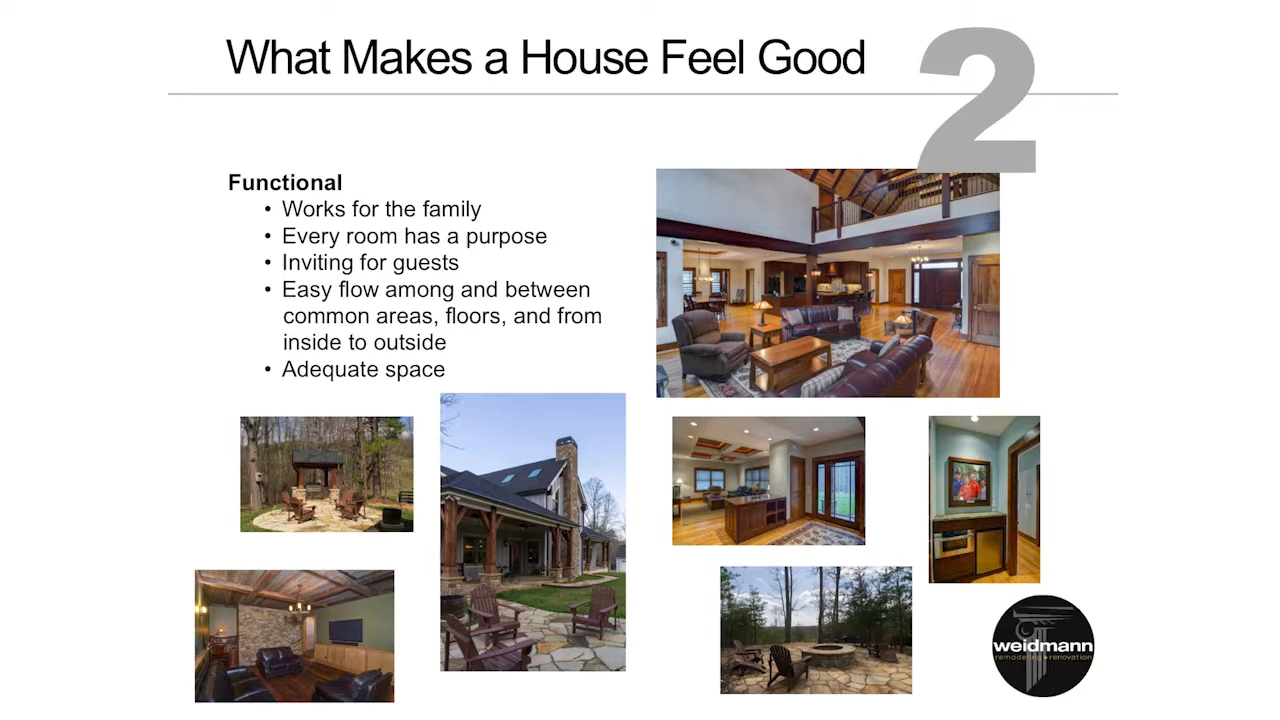 What Makes a House Feel Good
2
Functional
• Works for the family
• Every room has a purpose
• Inviting for guests
• Easy flow among and between
common areas, floors, and from
inside to outside
• Adequate space
weidmann
remodeling • renovation